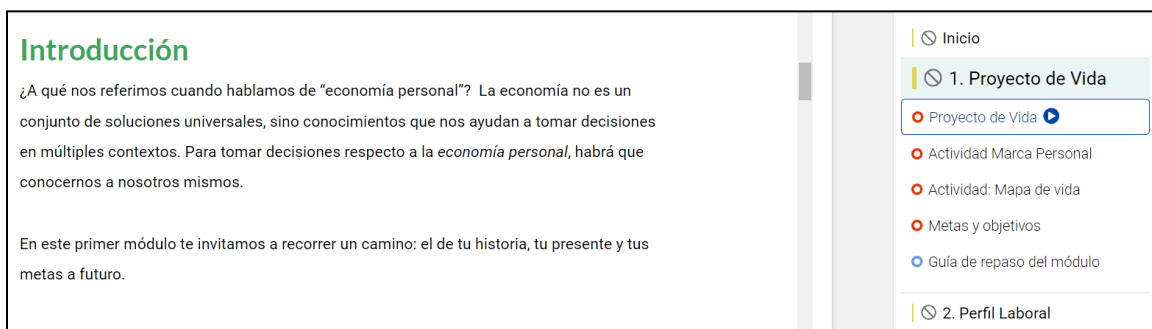 Introducción
¿A qué nos referimos cuando hablamos de “economía personal”?  La economía no es un
conjunto de soluciones universales, sino conocimientos que nos ayudan a tomar decisiones
en múltiples contextos. Para tomar decisiones respecto a la economía personal, habrá que
conocernos a nosotros mismos.
En este primer módulo te invitamos a recorrer un camino: el de tu historia, tu presente y tus
metas a futuro.
Inicio
1. Proyecto de Vida
Proyecto de Vida
Actividad Marca Personal
Actividad: Mapa de vida
Metas y objetivos
Guía de repaso del módulo
2. Perfil Laboral